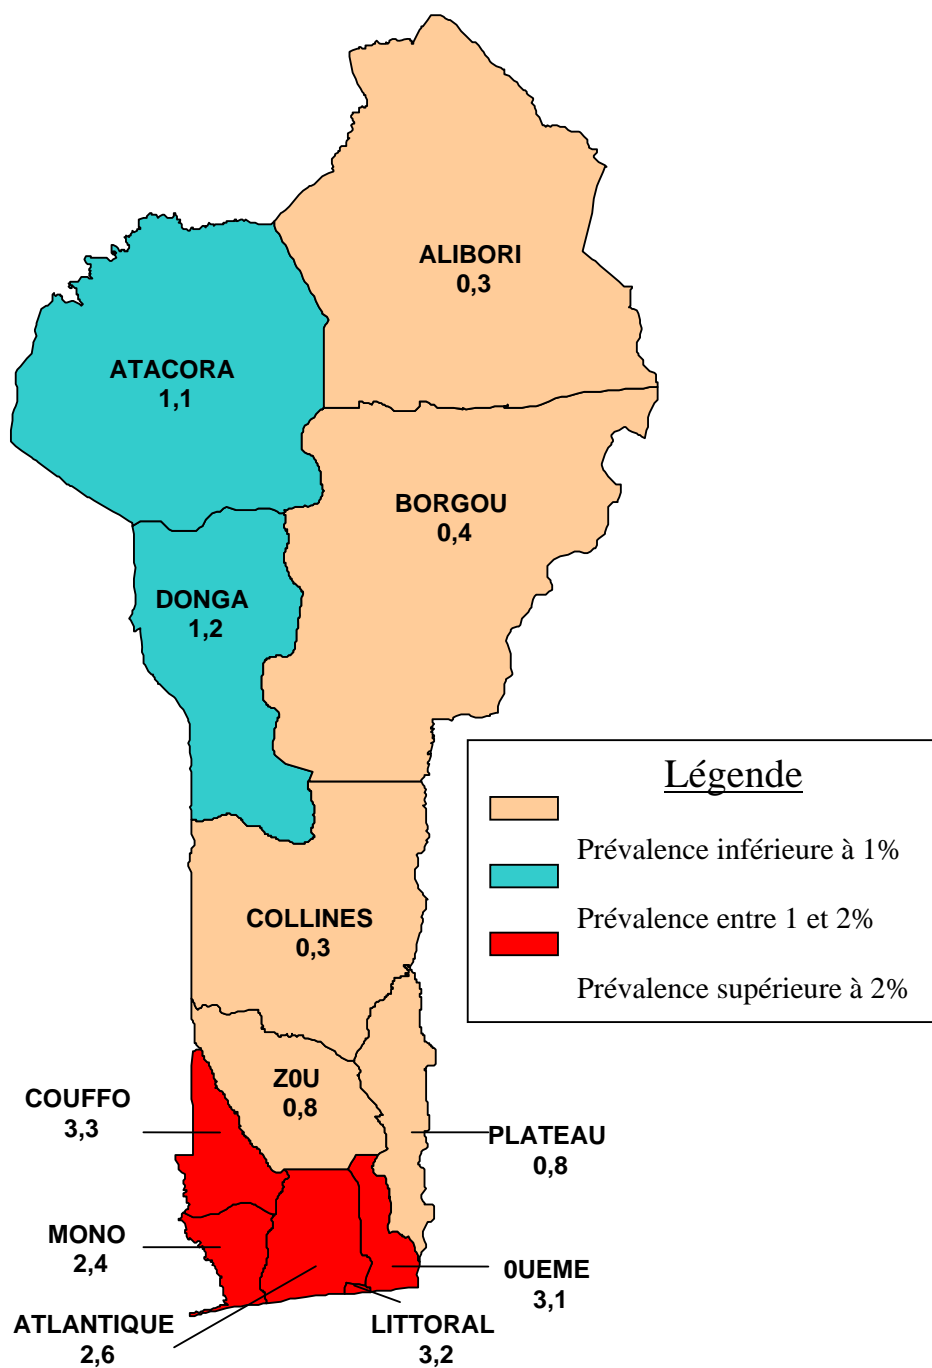 ALIBORI
0,3
ATACORA
1,1
BORGOU
0,4
DONGA
1,2
Légende
Prévalence inférieure à 1%
Prévalence entre 1 et 2%
Prévalence supérieure à 2%
COLLINES
0,3
Z0U
0,8
COUFFO
3,3
PLATEAU
0,8
MONO
2,4
0UEME
3,1
ATLANTIQUE
2,6
LITTORAL
3,2